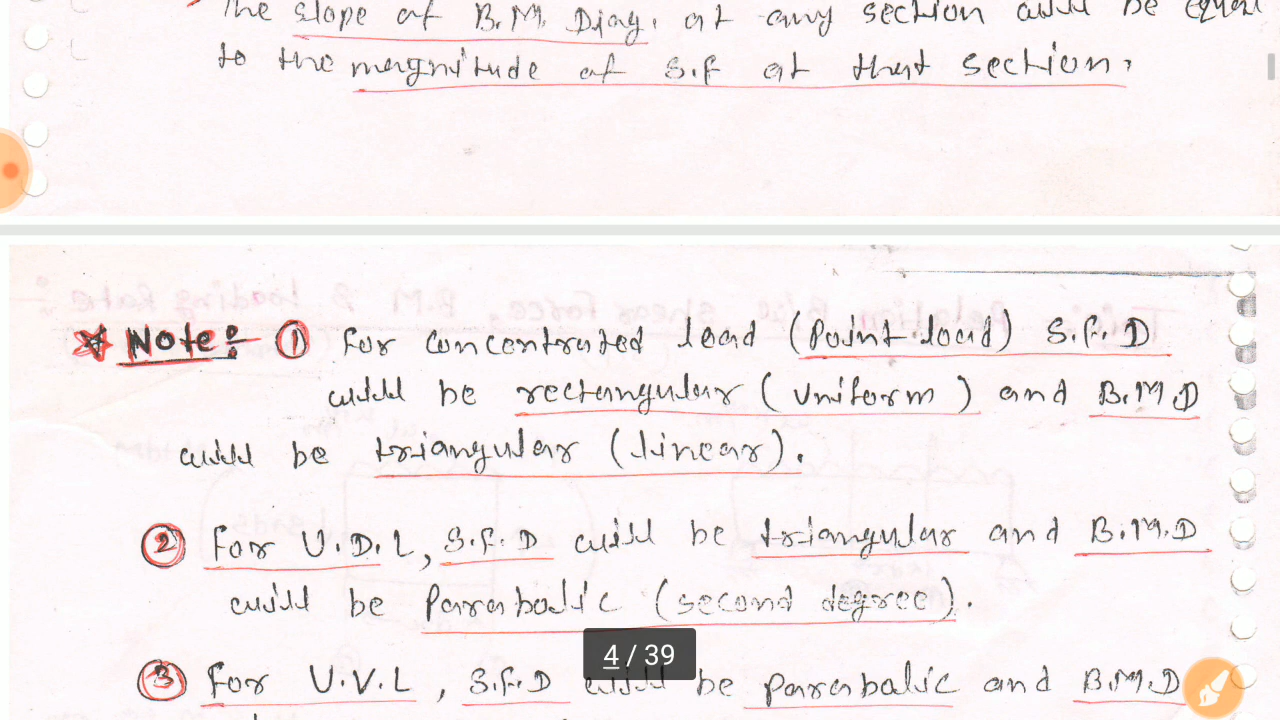 The slope of B.M. Diag. at any section will be equal
to the magnitude of S.F at that section.
Note: ① For concentrated load (Point load) S.F.D
will be rectangular (Uniform) and B.M.D
will be triangular (linear).
② For U.D.L, S.F.D will be triangular and B.M.D
will be Parabolic (second degree).
4 / 39
③ For U.V.L, S.F.D will be parabolic and B.M.D